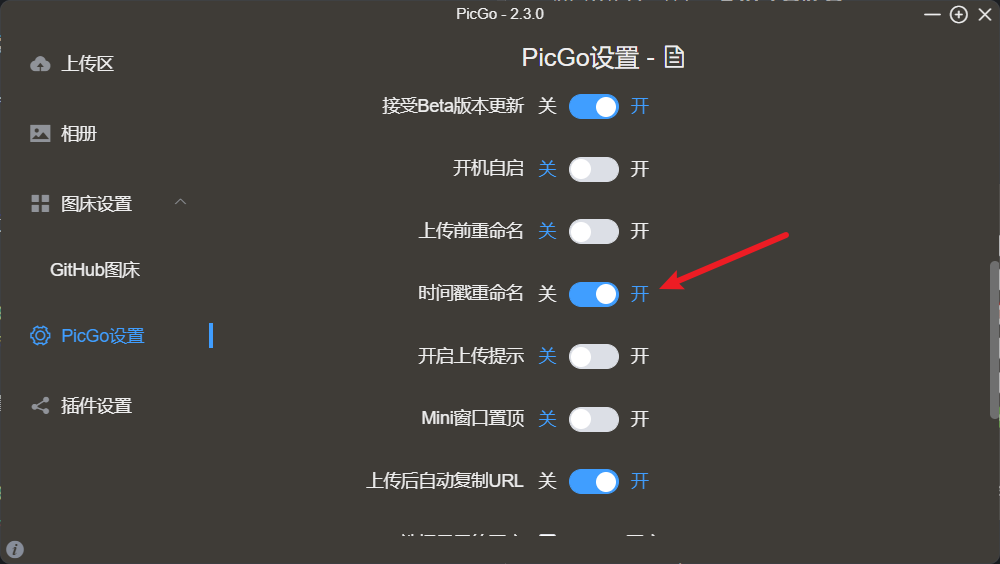 PicGo - 2.3.0
上传区
相册
图床设置
GitHub图床
PicGo设置
插件设置
PicGo设置 -
接受Beta版本更新 关 开
开机自启 关 开
上传前重命名 关 开
时间戳重命名 关 开
开启上传提示 关 开
Mini窗口置顶 关 开
上传后自动复制URL 关 开